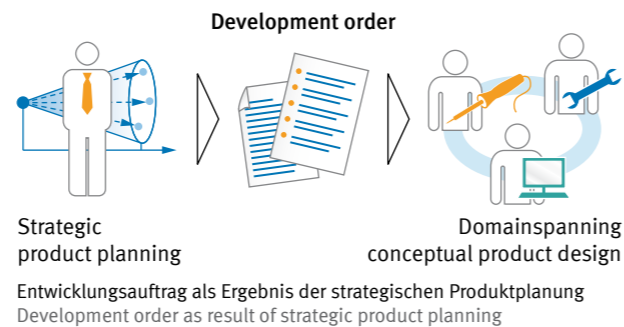 Development order
Strategic
product planning
Domainspanning
conceptual product design
Entwicklungsauftrag als Ergebnis der strategischen Produktplanung
Development order as result of strategic product planning